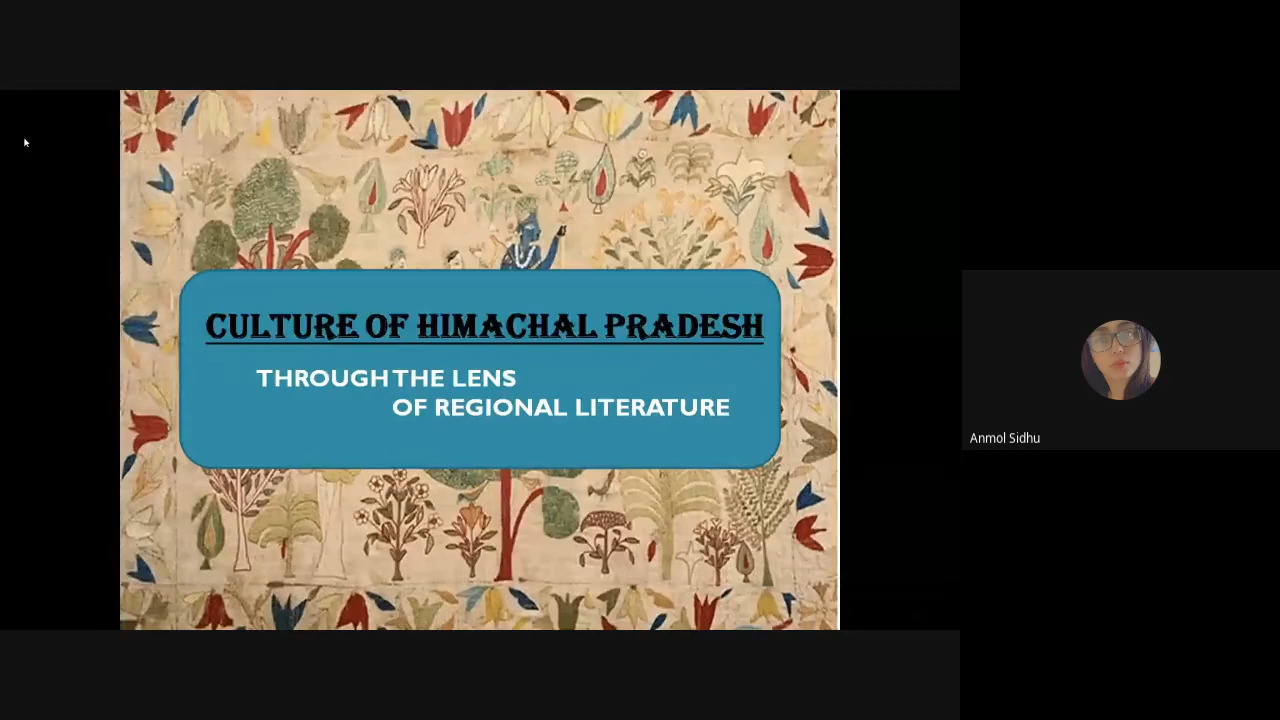 CULTURE OF HIMACHAL PRADESH
THROUGH THE LENS
OF REGIONAL LITERATURE
Anmol Sidhu